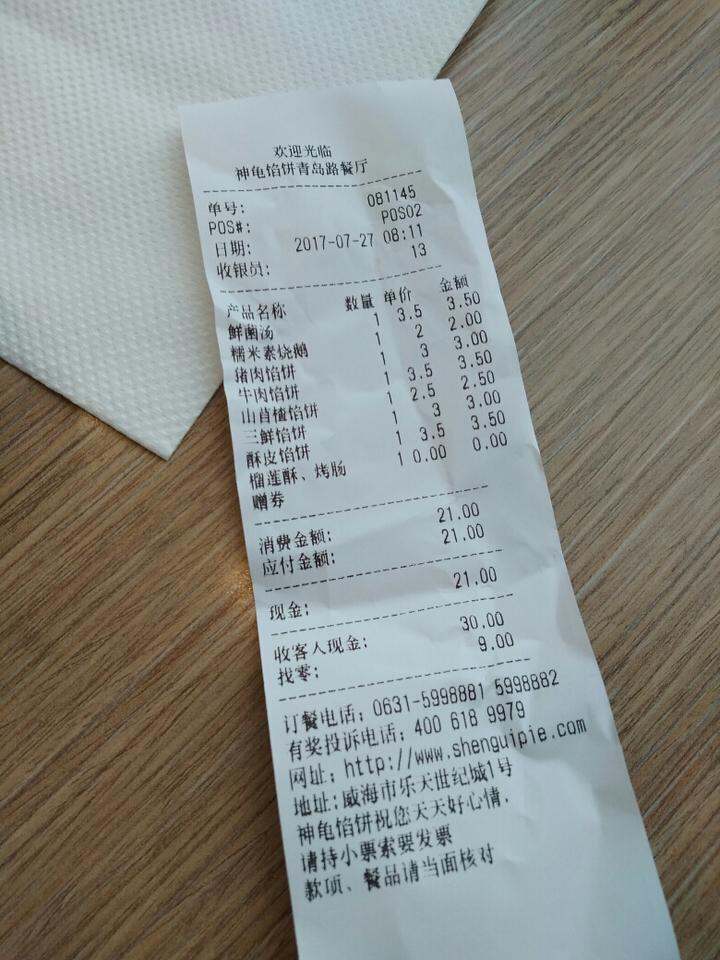 欢迎光临
神龟馅饼青岛路餐厅
单号: 081145
POS#: POS02
日期: 2017-07-27 08:11
收银员: 13
产品名称 数量 单价 金额
鲜菌汤 1 3.5 3.50
糯米素烧鹅 1 2 2.00
猪肉馅饼 1 3 3.00
牛肉馅饼 1 3.5 3.50
山苜楂馅饼 1 2.5 2.50
三鲜馅饼 1 3 3.00
酥皮馅饼 1 3.5 3.50
榴莲酥、烤肠 1 0.00 0.00
赠券
消费金额: 21.00
应付金额: 21.00
现金: 21.00
收客人现金: 30.00
找零: 9.00
订餐电话: 0631-5998881 5998882
有奖投诉电话: 400 618 9979
网址: http://www.shenguipie.com
地址:威海市乐天世纪城1号
神龟馅饼祝您天天好心情.
请持小票索要发票
款项、餐品请当面核对